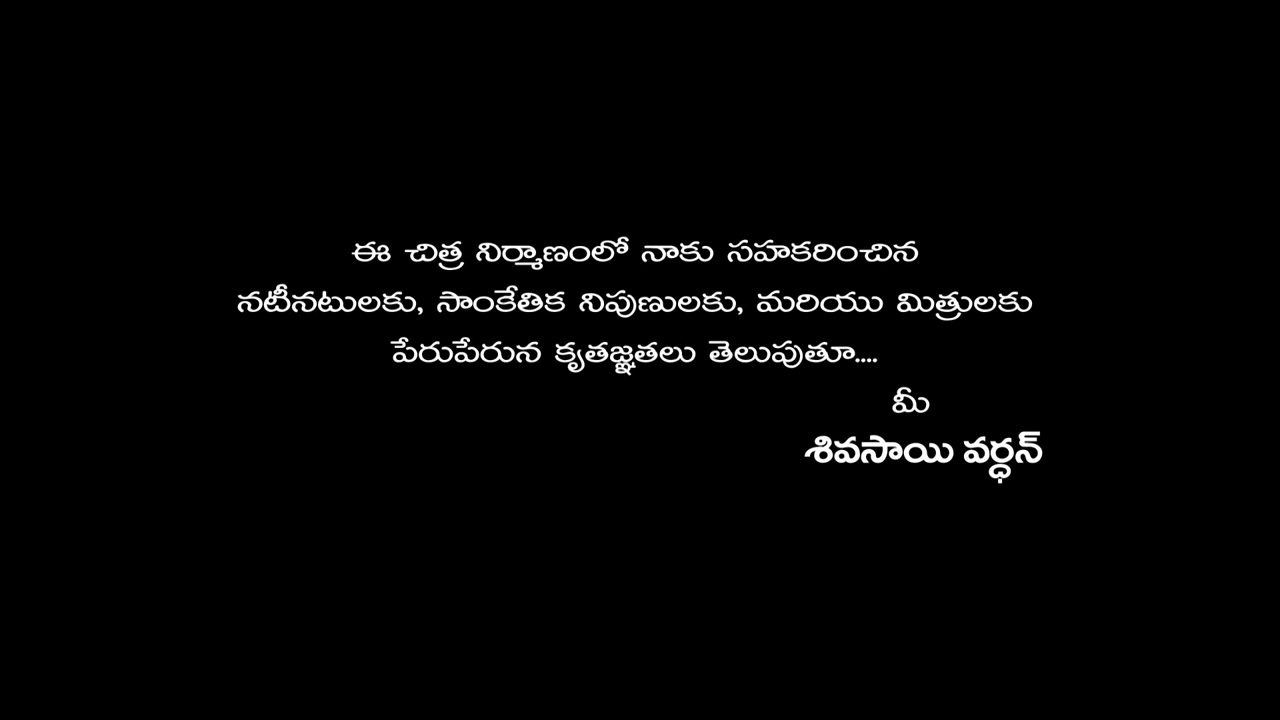 ఈ చిత్ర నిర్మాణంలో నాకు సహకరించిన
నటీనటులకు, సాంకేతిక నిపుణులకు, మరియు మిత్రులకు
పేరుపేరున కృతజ్ఞతలు తెలుపుతూ....
మీ
శివసాయి వర్ధన్